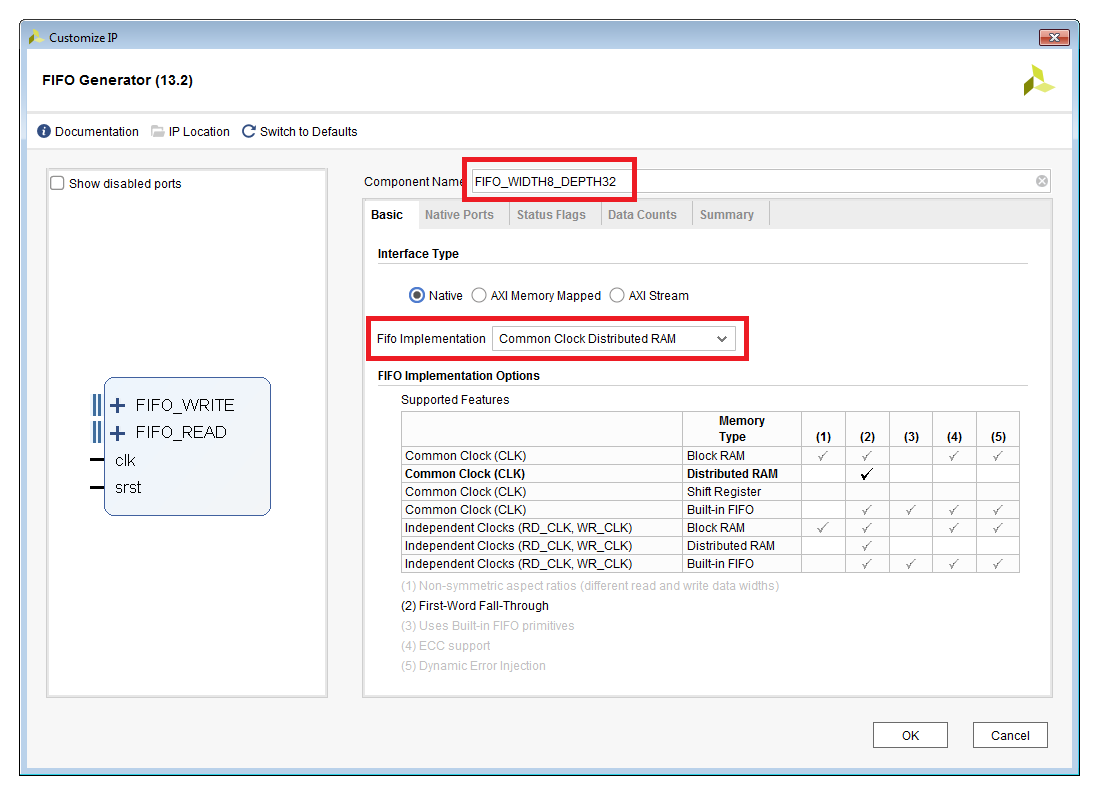 Customize IP
FIFO Generator (13.2)
Documentation IP Location Switch to Defaults
Show disabled ports
FIFO_WRITE
FIFO_READ
clk
srst
Component Name FIFO_WIDTH8_DEPTH32
Basic Native Ports Status Flags Data Counts Summary
Interface Type
Native AXI Memory Mapped AXI Stream
Fifo Implementation Common Clock Distributed RAM
FIFO Implementation Options
Supported Features
Memory
Type (1) (2) (3) (4) (5)
Common Clock (CLK) Block RAM ✓ ✓ ✓ ✓
Common Clock (CLK) Distributed RAM ✓
Common Clock (CLK) Shift Register
Common Clock (CLK) Built-in FIFO ✓ ✓ ✓ ✓
Independent Clocks (RD_CLK, WR_CLK) Block RAM ✓ ✓ ✓ ✓
Independent Clocks (RD_CLK, WR_CLK) Distributed RAM ✓
Independent Clocks (RD_CLK, WR_CLK) Built-in FIFO ✓ ✓ ✓ ✓
(1) Non-symmetric aspect ratios (different read and write data widths)
(2) First-Word Fall-Through
(3) Uses Built-in FIFO primitives
(4) ECC support
(5) Dynamic Error Injection
OK Cancel